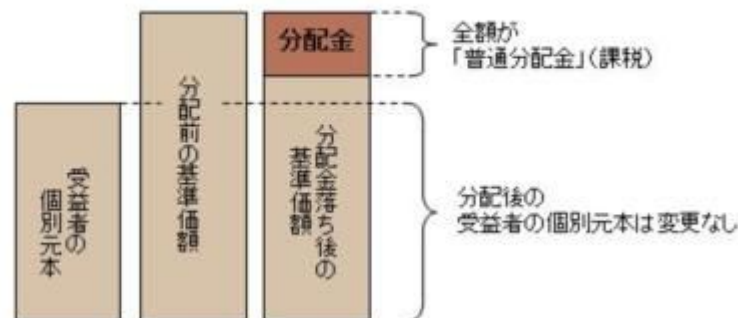 受益者の
個別元本
分配前の基準価額
分配金
分配金落ち後の
基準価額
全額が
「普通分配金」(課税)
分配後の
受益者の個別元本は変更なし